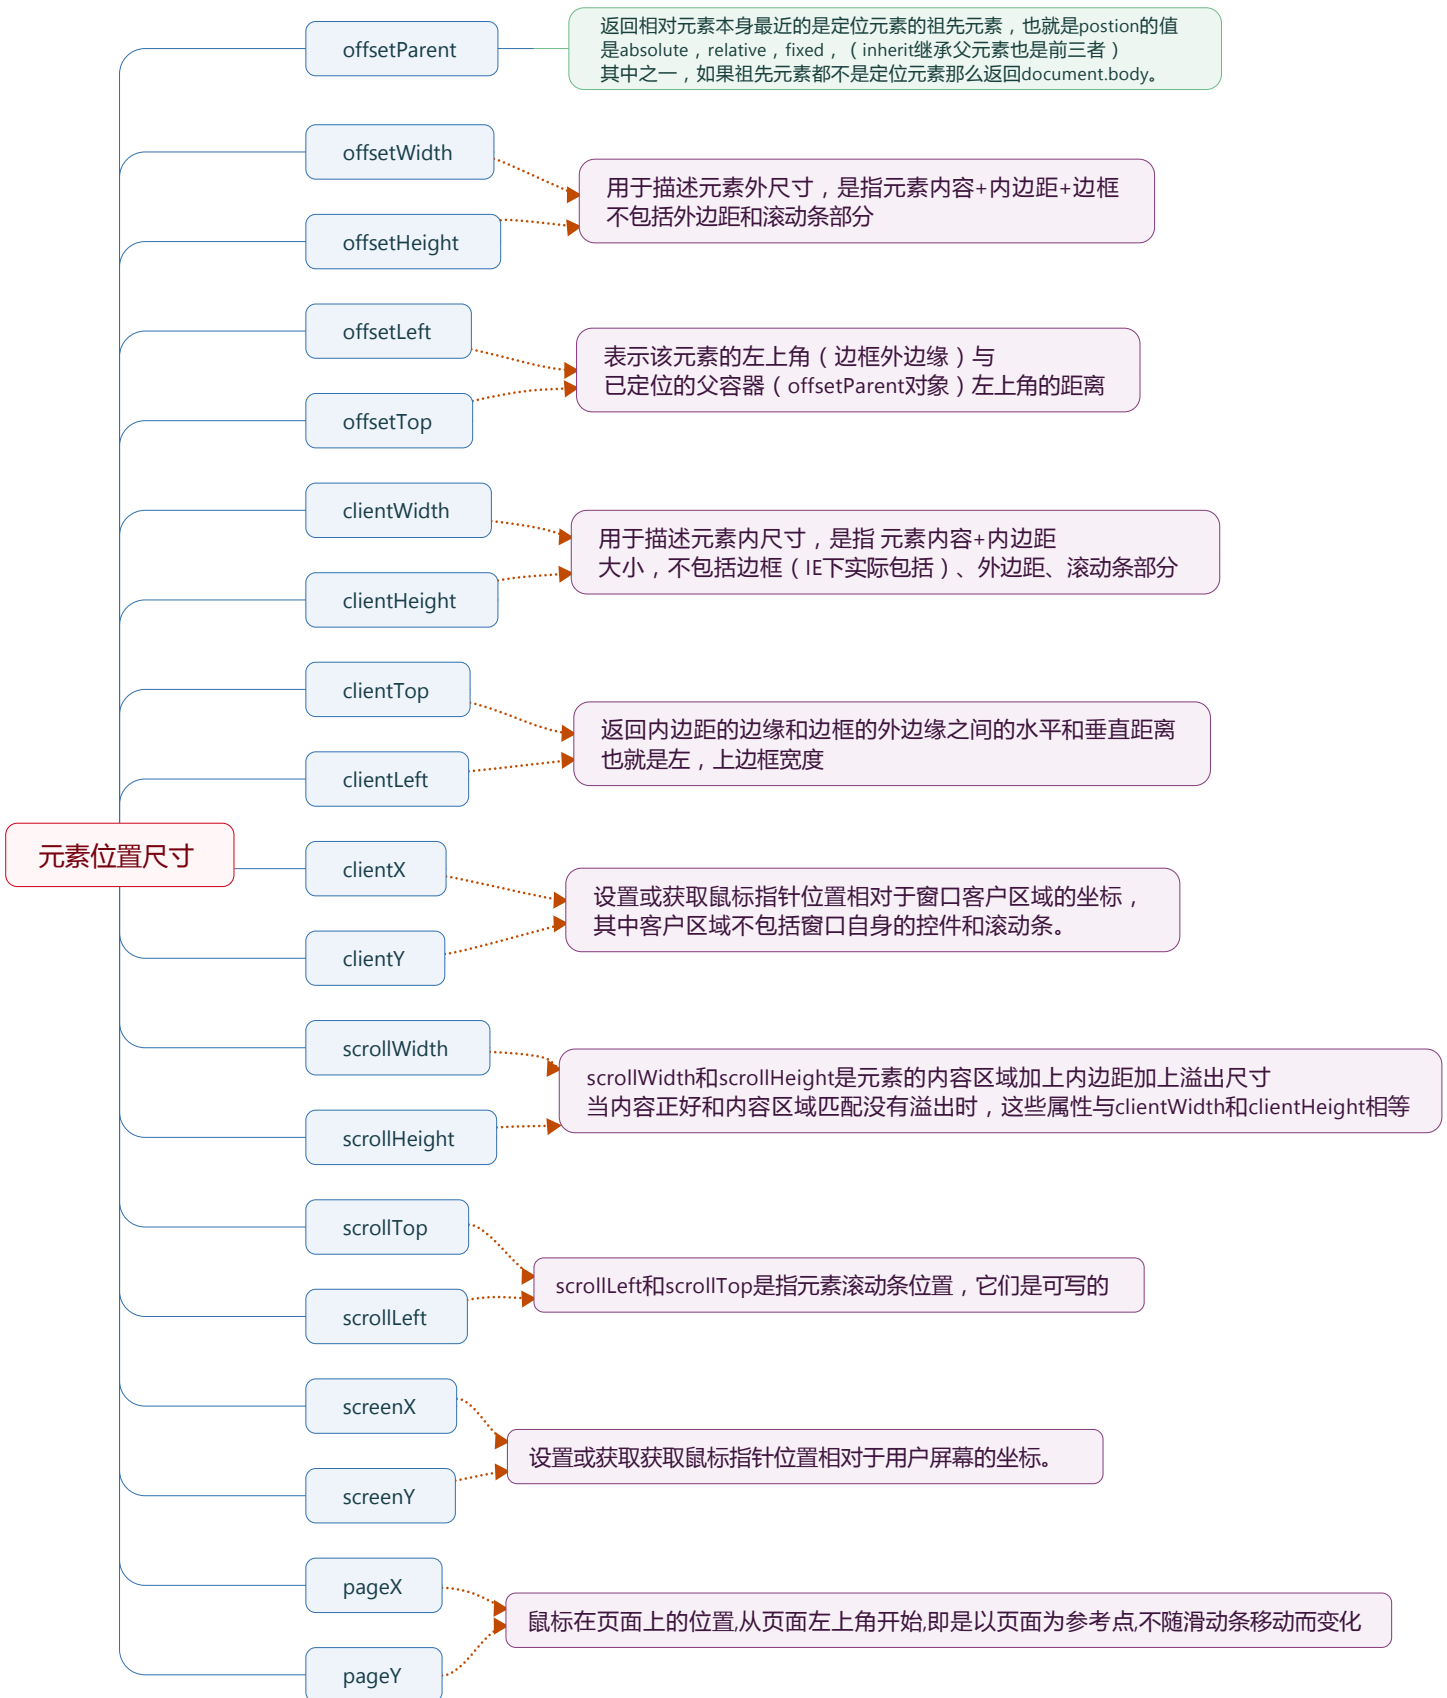 offsetParent
返回相对元素本身最近的是定位元素的祖先元素，也就是postion的值
是absolute，relative，fixed，（inherit继承父元素也是前三者）
其中之一，如果祖先元素都不是定位元素那么返回document.body。
offsetWidth
用于描述元素外尺寸，是指元素内容+内边距+边框
不包括外边距和滚动条部分
offsetHeight
offsetLeft
表示该元素的左上角（边框外边缘）与
已定位的父容器（offsetParent对象）左上角的距离
offsetTop
clientWidth
用于描述元素内尺寸，是指 元素内容+内边距
大小，不包括边框（IE下实际包括）、外边距、滚动条部分
clientHeight
clientTop
返回内边距的边缘和边框的外边缘之间的水平和垂直距离
也就是左，上边框宽度
clientLeft
元素位置尺寸
clientX
设置或获取鼠标指针位置相对于窗口客户区域的坐标，
其中客户区域不包括窗口自身的控件和滚动条。
clientY
scrollWidth
scrollWidth和scrollHeight是元素的内容区域加上内边距加上溢出尺寸
当内容正好和内容区域匹配没有溢出时，这些属性与clientWidth和clientHeight相等
scrollHeight
scrollTop
scrollLeft和scrollTop是指元素滚动条位置，它们是可写的
scrollLeft
screenX
设置或获取获取鼠标指针位置相对于用户屏幕的坐标。
screenY
pageX
鼠标在页面上的位置,从页面左上角开始,即是以页面为参考点,不随滑动条移动而变化
pageY